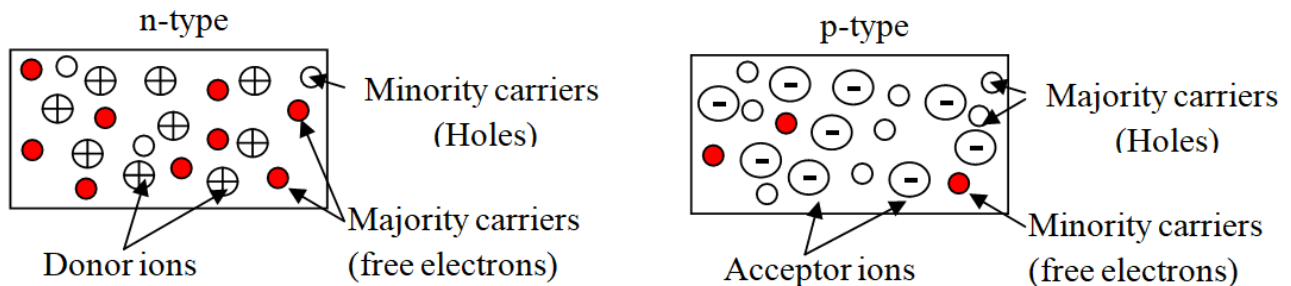 n-type
Minority carriers
(Holes)
Majority carriers
(free electrons)
Donor ions
p-type
Majority carriers
(Holes)
Minority carriers
(free electrons)
Acceptor ions